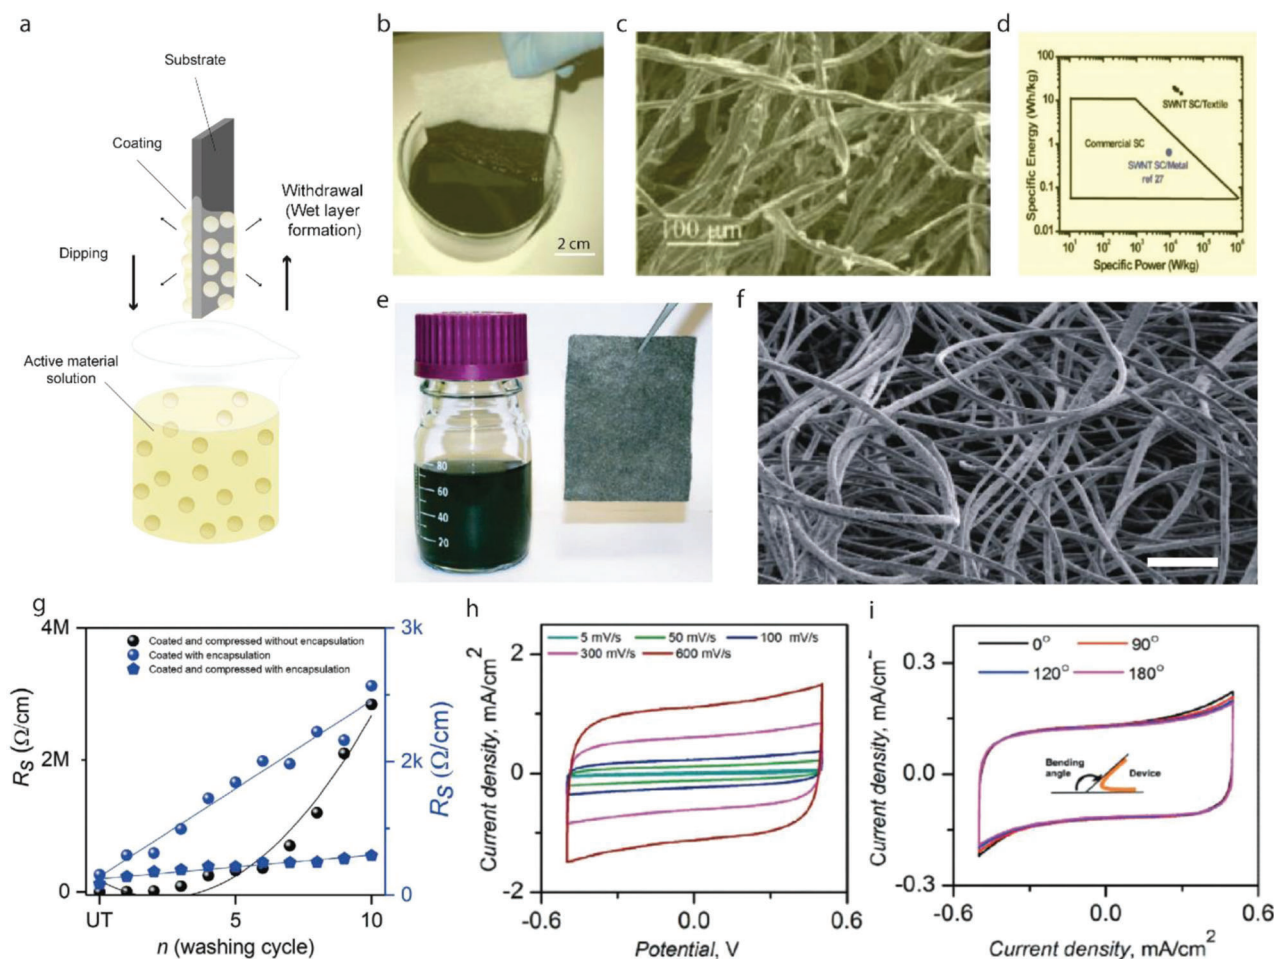 a
Substrate
Coating
Withdrawal
(Wet layer
formation)
Dipping
Active material
solution
b
2 cm
c
100 µm
d
Specific Energy (Wh/kg)
100
10
1
0.1
0.01
SWNT SC/Textile
Commercial SC
SWNT SC/Metal
ref 27
10¹ 10² 10³ 10⁴ 10⁵ 10⁶
Specific Power (W/kg)
e
80
60
40
20
f
g
4M
3k
Coated and compressed without encapsulation
Coated with encapsulation
Coated and compressed with encapsulation
R_S (Ω/cm)
2M
2k
R_S (Ω/cm)
0
0
UT 5 10
n (washing cycle)
h
5 mV/s 50 mV/s 100 mV/s
300 mV/s 600 mV/s
Current density, mA/cm²
2
0
-2
-0.6 0.0 0.6
Potential, V
i
0° 90°
120° 180°
Current density, mA/cm²
0.3
0.0
-0.3
Bending
angle
Device
-0.6 0.0 0.6
Current density, mA/cm²